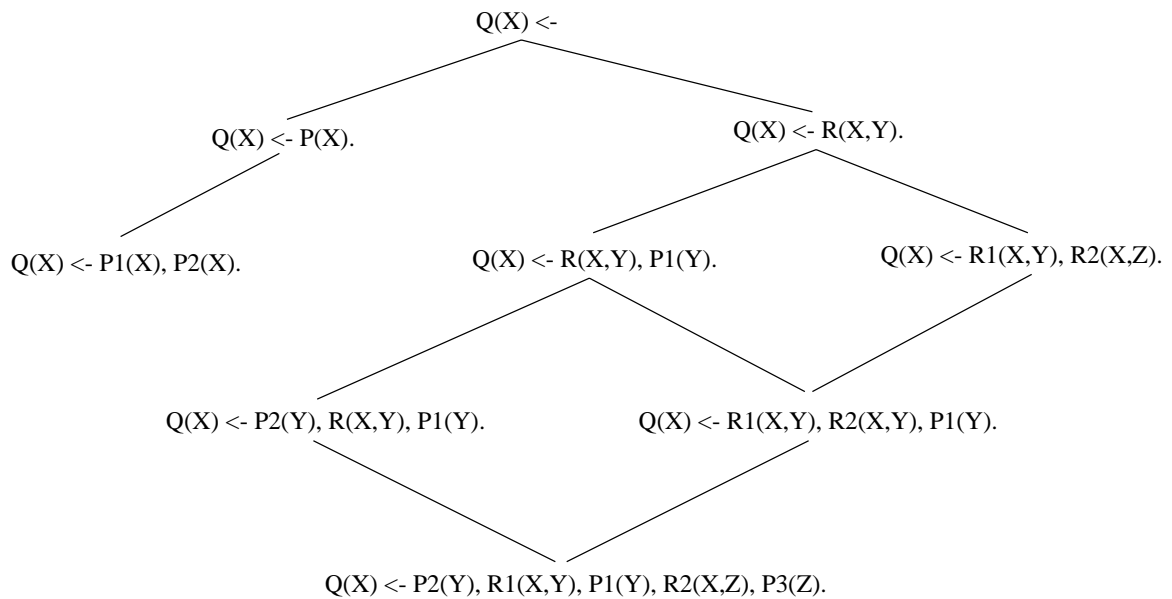 Q(X) <-
Q(X) <- P(X).
Q(X) <- R(X,Y).
Q(X) <- P1(X), P2(X).
Q(X) <- R(X,Y), P1(Y).
Q(X) <- R1(X,Y), R2(X,Z).
Q(X) <- P2(Y), R(X,Y), P1(Y).
Q(X) <- R1(X,Y), R2(X,Y), P1(Y).
Q(X) <- P2(Y), R1(X,Y), P1(Y), R2(X,Z), P3(Z).